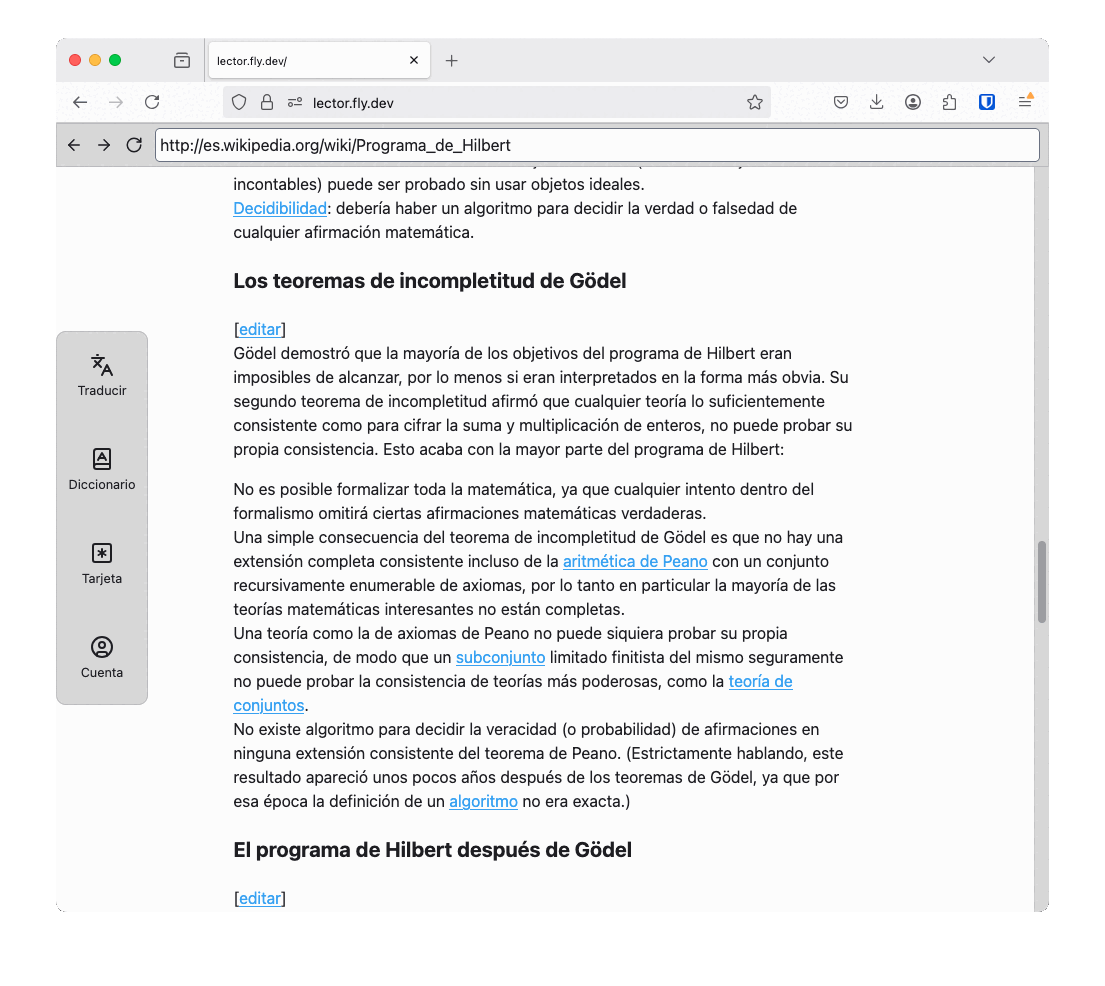 lector.fly.dev/
lector.fly.dev
http://es.wikipedia.org/wiki/Programa_de_Hilbert
incontables) puede ser probado sin usar objetos ideales.
Decidibilidad: debería haber un algoritmo para decidir la verdad o falsedad de
cualquier afirmación matemática.
Los teoremas de incompletitud de Gödel
[editar]
Gödel demostró que la mayoría de los objetivos del programa de Hilbert eran
imposibles de alcanzar, por lo menos si eran interpretados en la forma más obvia. Su
segundo teorema de incompletitud afirmó que cualquier teoría lo suficientemente
consistente como para cifrar la suma y multiplicación de enteros, no puede probar su
propia consistencia. Esto acaba con la mayor parte del programa de Hilbert:
No es posible formalizar toda la matemática, ya que cualquier intento dentro del
formalismo omitirá ciertas afirmaciones matemáticas verdaderas.
Una simple consecuencia del teorema de incompletitud de Gödel es que no hay una
extensión completa consistente incluso de la aritmética de Peano con un conjunto
recursivamente enumerable de axiomas, por lo tanto en particular la mayoría de las
teorías matemáticas interesantes no están completas.
Una teoría como la de axiomas de Peano no puede siquiera probar su propia
consistencia, de modo que un subconjunto limitado finitista del mismo seguramente
no puede probar la consistencia de teorías más poderosas, como la teoría de
conjuntos.
No existe algoritmo para decidir la veracidad (o probabilidad) de afirmaciones en
ninguna extensión consistente del teorema de Peano. (Estrictamente hablando, este
resultado apareció unos pocos años después de los teoremas de Gödel, ya que por
esa época la definición de un algoritmo no era exacta.)
El programa de Hilbert después de Gödel
[editar]
Traducir
Diccionario
Tarjeta
Cuenta